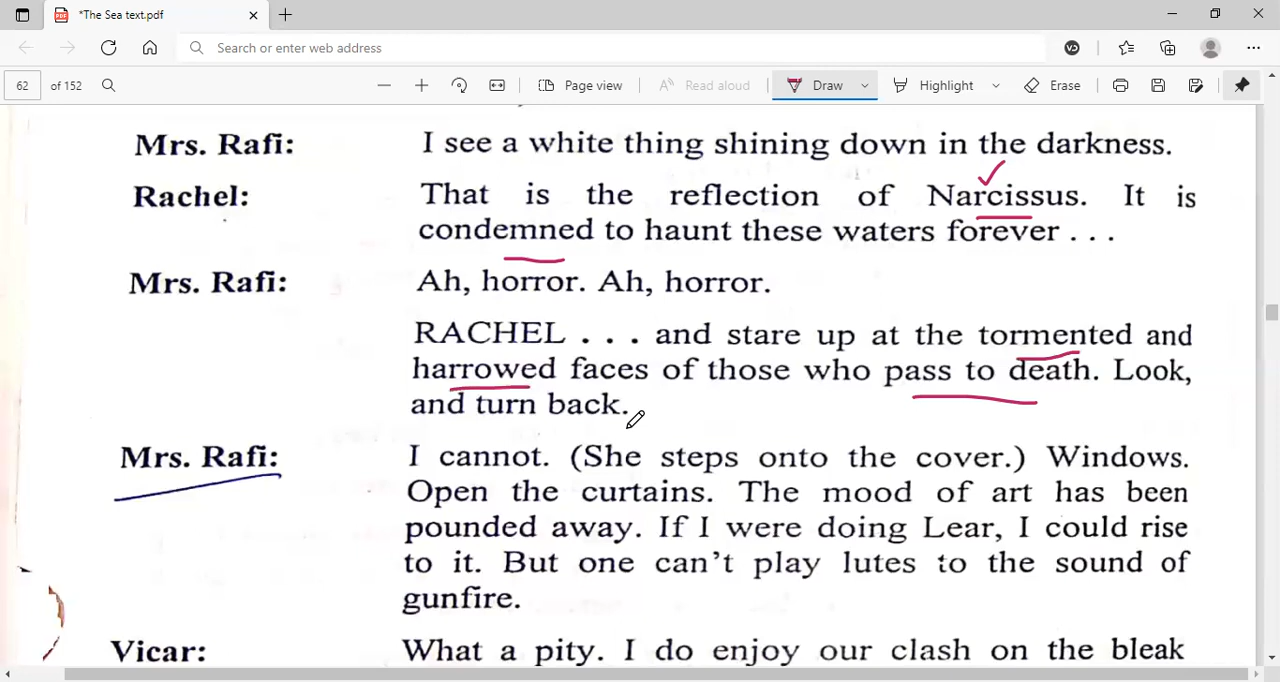 *The Sea text.pdf
Search or enter web address
62 of 152
Page view
Read aloud
Draw
Highlight
Erase
Mrs. Rafi: I see a white thing shining down in the darkness.
Rachel: That is the reflection of Narcissus. It is
condemned to haunt these waters forever . . .
Mrs. Rafi: Ah, horror. Ah, horror.
RACHEL . . . and stare up at the tormented and
harrowed faces of those who pass to death. Look,
and turn back.
Mrs. Rafi: I cannot. (She steps onto the cover.) Windows.
Open the curtains. The mood of art has been
pounded away. If I were doing Lear, I could rise
to it. But one can't play lutes to the sound of
gunfire.
Vicar: What a pity. I do enjoy our clash on the bleak